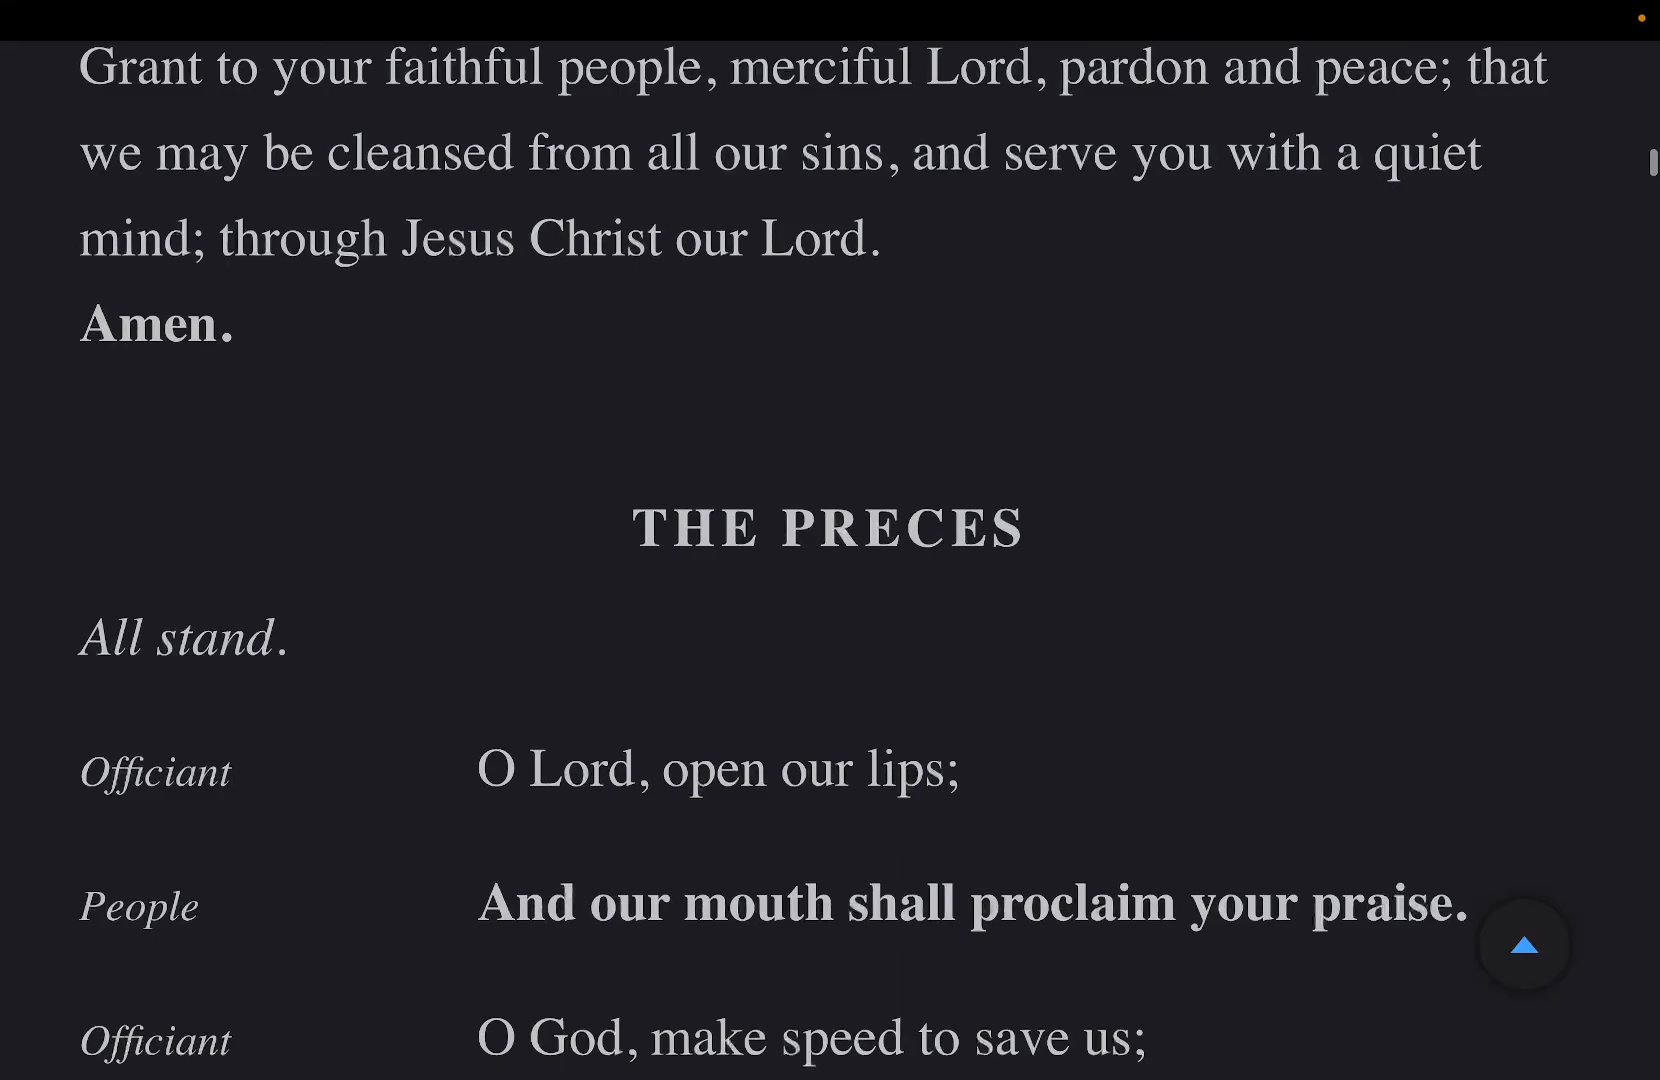 Grant to your faithful people, merciful Lord, pardon and peace; that
we may be cleansed from all our sins, and serve you with a quiet
mind; through Jesus Christ our Lord.
Amen.
THE PRECES
All stand.
Officiant O Lord, open our lips;
People And our mouth shall proclaim your praise.
Officiant O God, make speed to save us;